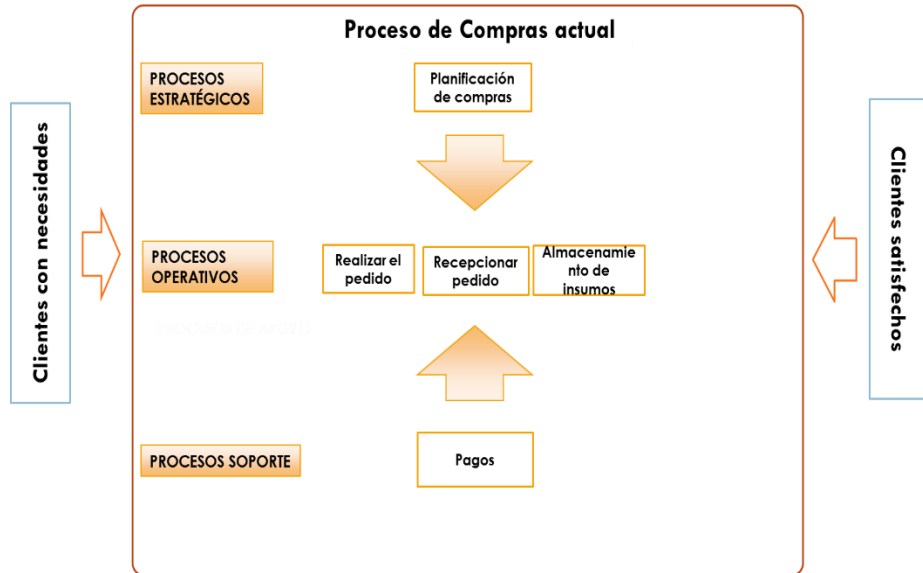 Proceso de Compras actual
PROCESOS
ESTRATÉGICOS
Planificación
de compras
Clientes con necesidades
Clientes satisfechos
PROCESOS
OPERATIVOS
Realizar el
pedido
Recepcionar
pedido
Almacenamie
nto de
insumos
PROCESOS SOPORTE
Pagos